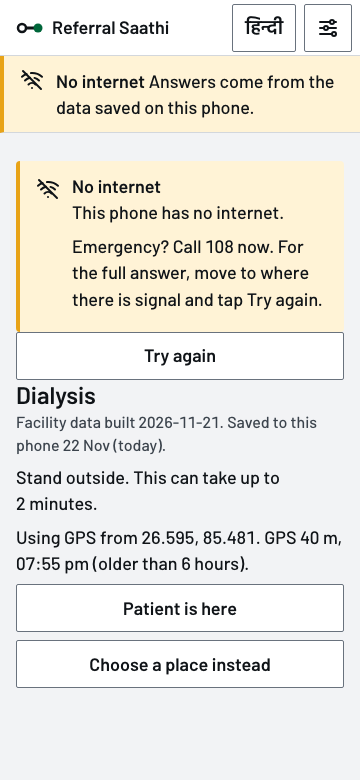 Referral Saathi
हिन्दी
No internet Answers come from the
data saved on this phone.
No internet
This phone has no internet.
Emergency? Call 108 now. For
the full answer, move to where
there is signal and tap Try again.
Try again
Dialysis
Facility data built 2026-11-21. Saved to this
phone 22 Nov (today).
Stand outside. This can take up to
2 minutes.
Using GPS from 26.595, 85.481. GPS 40 m,
07:55 pm (older than 6 hours).
Patient is here
Choose a place instead